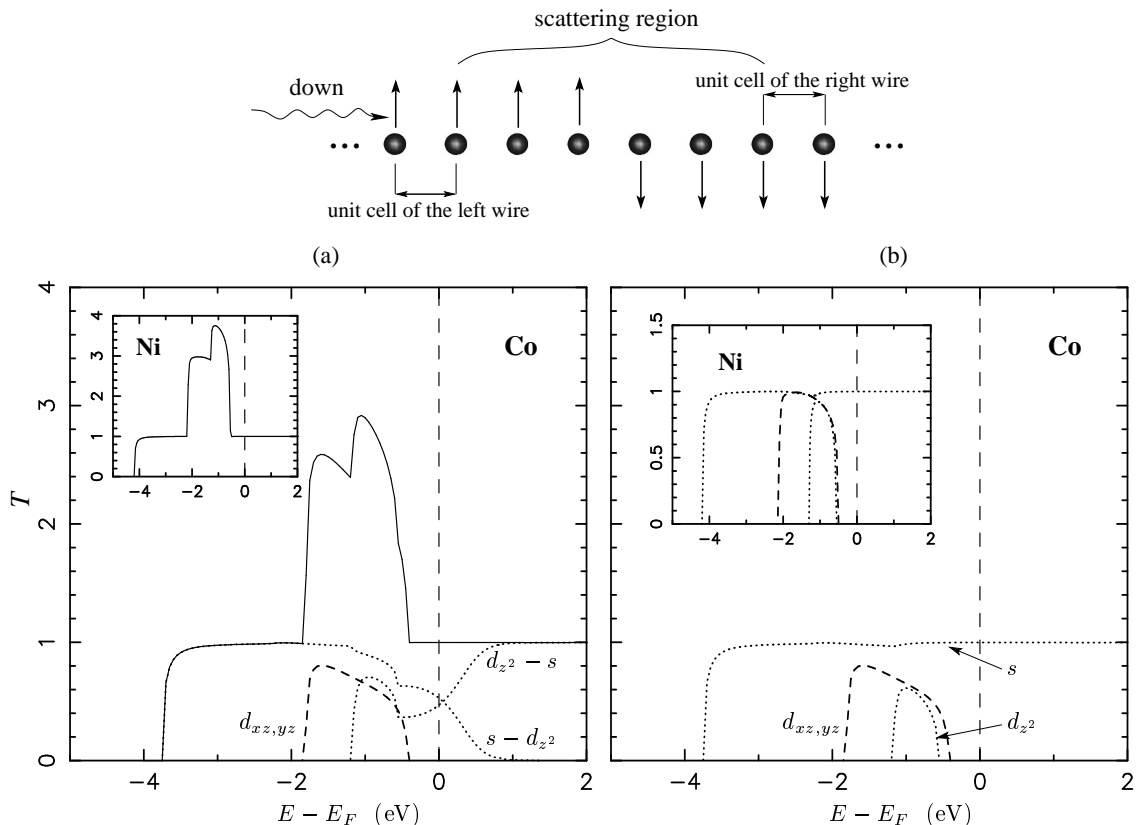 scattering region
down
unit cell of the right wire
... ...
unit cell of the left wire
(a) (b)
4
3
2
1
0
T
Ni
4
3
2
1
0
−4 −2 0 2
Co
d_{z²} − s
d_{xz,yz}
s − d_{z²}
−4 −2 0 2
E − E_F (eV)
Ni
1.5
1
0.5
0
−4 −2 0 2
Co
s
d_{xz,yz}
d_{z²}
−4 −2 0 2
E − E_F (eV)